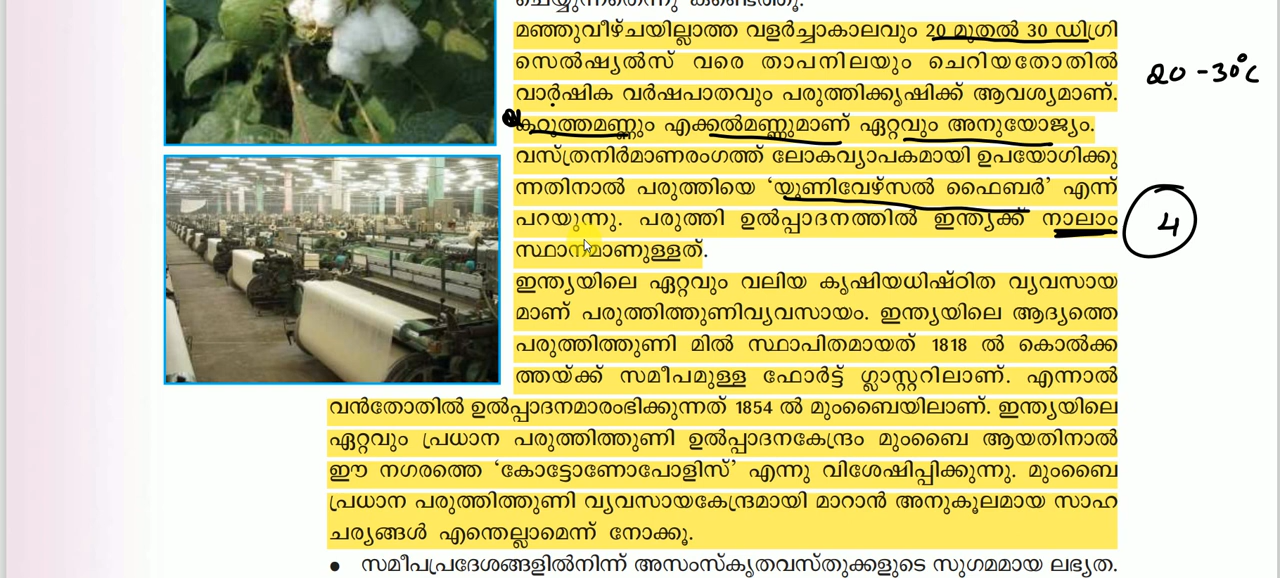 ചെയ്യുന്നതെന്നു കണ്ടെത്തൂ.
മഞ്ഞുവീഴ്ചയില്ലാത്ത വളർച്ചാകാലവും 20 മുതൽ 30 ഡിഗ്രി
സെൽഷ്യൽസ് വരെ താപനിലയും ചെറിയതോതിൽ
വാർഷിക വർഷപാതവും പരുത്തിക്കൃഷിക്ക് ആവശ്യമാണ്.
20 - 30°C
കറുത്തമണ്ണും എക്കൽമണ്ണുമാണ് ഏറ്റവും അനുയോജ്യം.
വസ്ത്രനിർമാണരംഗത്ത് ലോകവ്യാപകമായി ഉപയോഗിക്കു
ന്നതിനാൽ പരുത്തിയെ ‘യൂണിവേഴ്സൽ ഫൈബർ’ എന്ന്
പറയുന്നു. പരുത്തി ഉൽപ്പാദനത്തിൽ ഇന്ത്യക്ക് നാലാം
4
സ്ഥാനമാണുള്ളത്.
ഇന്ത്യയിലെ ഏറ്റവും വലിയ കൃഷിയധിഷ്ഠിത വ്യവസായ
മാണ് പരുത്തിത്തുണിവ്യവസായം. ഇന്ത്യയിലെ ആദ്യത്തെ
പരുത്തിത്തുണി മിൽ സ്ഥാപിതമായത് 1818 ൽ കൊൽക്ക
ത്തയ്ക്ക് സമീപമുള്ള ഫോർട്ട് ഗ്ലാസ്റ്ററിലാണ്. എന്നാൽ
വൻതോതിൽ ഉൽപ്പാദനമാരംഭിക്കുന്നത് 1854 ൽ മുംബൈയിലാണ്. ഇന്ത്യയിലെ
ഏറ്റവും പ്രധാന പരുത്തിത്തുണി ഉൽപ്പാദനകേന്ദ്രം മുംബൈ ആയതിനാൽ
ഈ നഗരത്തെ ‘കോട്ടോണോപോളിസ്’ എന്നു വിശേഷിപ്പിക്കുന്നു. മുംബൈ
പ്രധാന പരുത്തിത്തുണി വ്യവസായകേന്ദ്രമായി മാറാൻ അനുകൂലമായ സാഹ
ചര്യങ്ങൾ എന്തെല്ലാമെന്ന് നോക്കൂ.
● സമീപപ്രദേശങ്ങളിൽനിന്ന് അസംസ്കൃതവസ്തുക്കളുടെ സുഗമമായ ലഭ്യത.